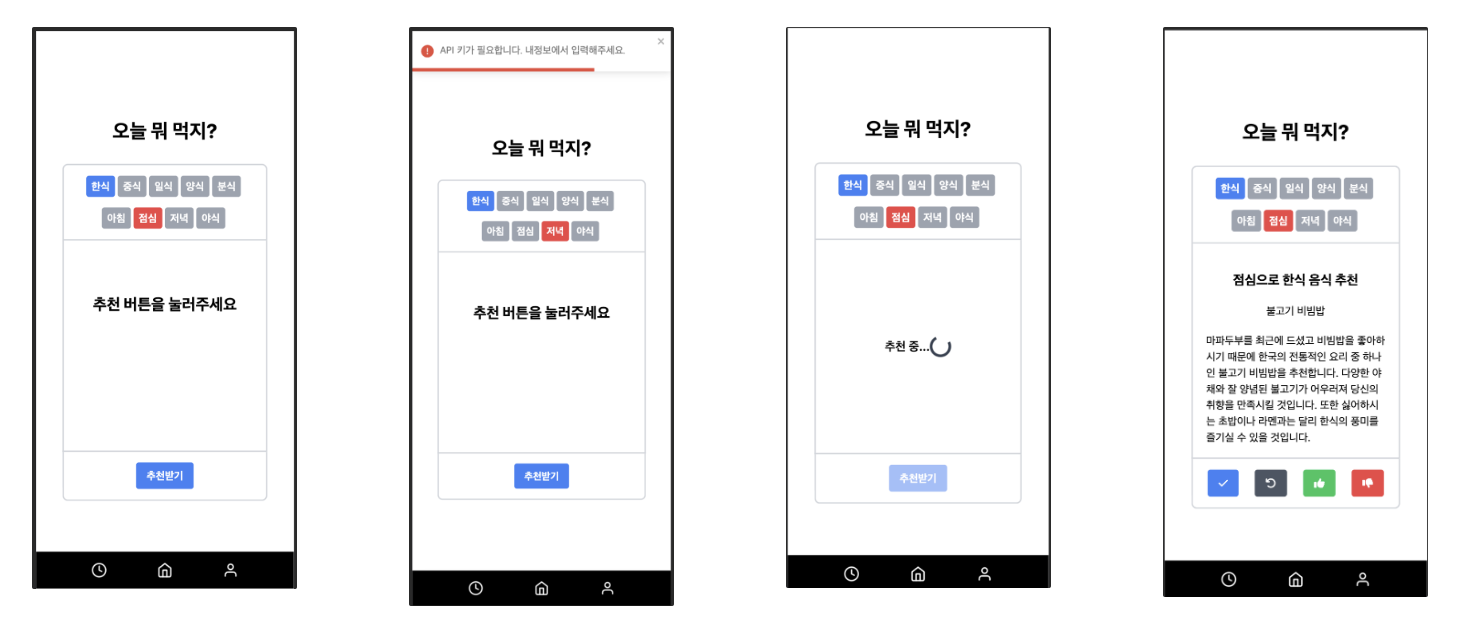 오늘 뭐 먹지?
한식 중식 일식 양식 분식
아침 점심 저녁 야식
추천 버튼을 눌러주세요
추천받기
API 키가 필요합니다. 내정보에서 입력해주세요.
오늘 뭐 먹지?
한식 중식 일식 양식 분식
아침 점심 저녁 야식
추천 버튼을 눌러주세요
추천받기
오늘 뭐 먹지?
한식 중식 일식 양식 분식
아침 점심 저녁 야식
추천 중...
추천받기
오늘 뭐 먹지?
한식 중식 일식 양식 분식
아침 점심 저녁 야식
점심으로 한식 음식 추천
불고기 비빔밥
마파두부를 최근에 드셨고 비빔밥을 좋아하
시기 때문에 한국의 전통적인 요리 중 하나
인 불고기 비빔밥을 추천합니다. 다양한 야
채와 잘 양념된 불고기가 어우러져 당신의
취향을 만족시킬 것입니다. 또한 싫어하시
는 초밥이나 라멘과는 달리 한식의 풍미를
즐기실 수 있을 것입니다.